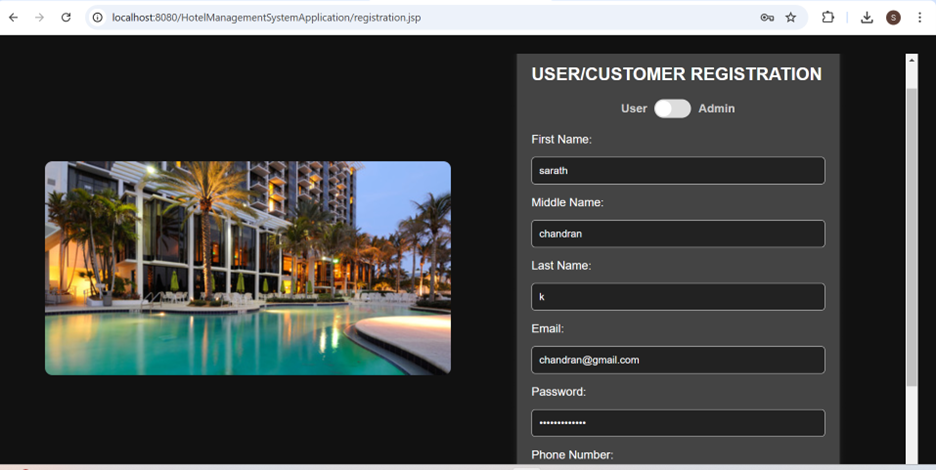 localhost:8080/HotelManagementSystemApplication/registration.jsp
S
USER/CUSTOMER REGISTRATION
User Admin
First Name:
sarath
Middle Name:
chandran
Last Name:
k
Email:
chandran@gmail.com
Password:
•••••••••••••
Phone Number: